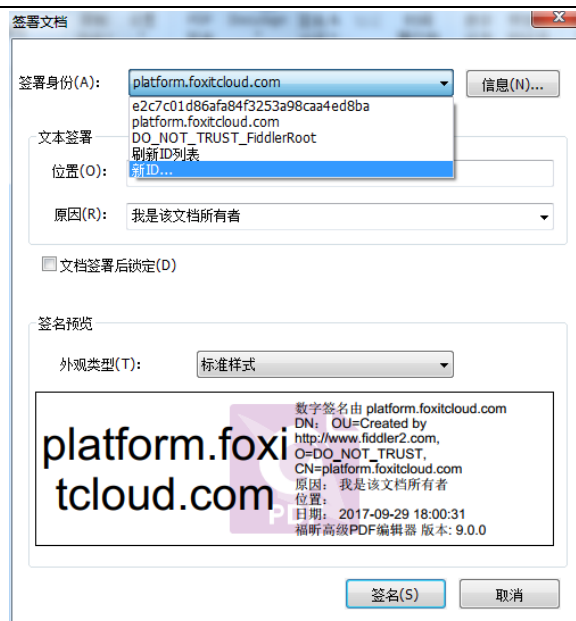 签署文档
签署身份(A):
platform.foxitcloud.com
信息(N)...
e2c7c01d86afa84f3253a98caa4ed8ba
platform.foxitcloud.com
DO_NOT_TRUST_FiddlerRoot
刷新ID列表
新ID...
文本签署
位置(O):
原因(R):
我是该文档所有者
文档签署后锁定(D)
签名预览
外观类型(T):
标准样式
platform.foxi
tcloud.com
数字签名由 platform.foxitcloud.com
DN： OU=Created by
http://www.fiddler2.com,
O=DO_NOT_TRUST,
CN=platform.foxitcloud.com
原因： 我是该文档所有者
位置：
日期： 2017-09-29 18:00:31
福昕高级PDF编辑器 版本: 9.0.0
PD
签名(S)
取消